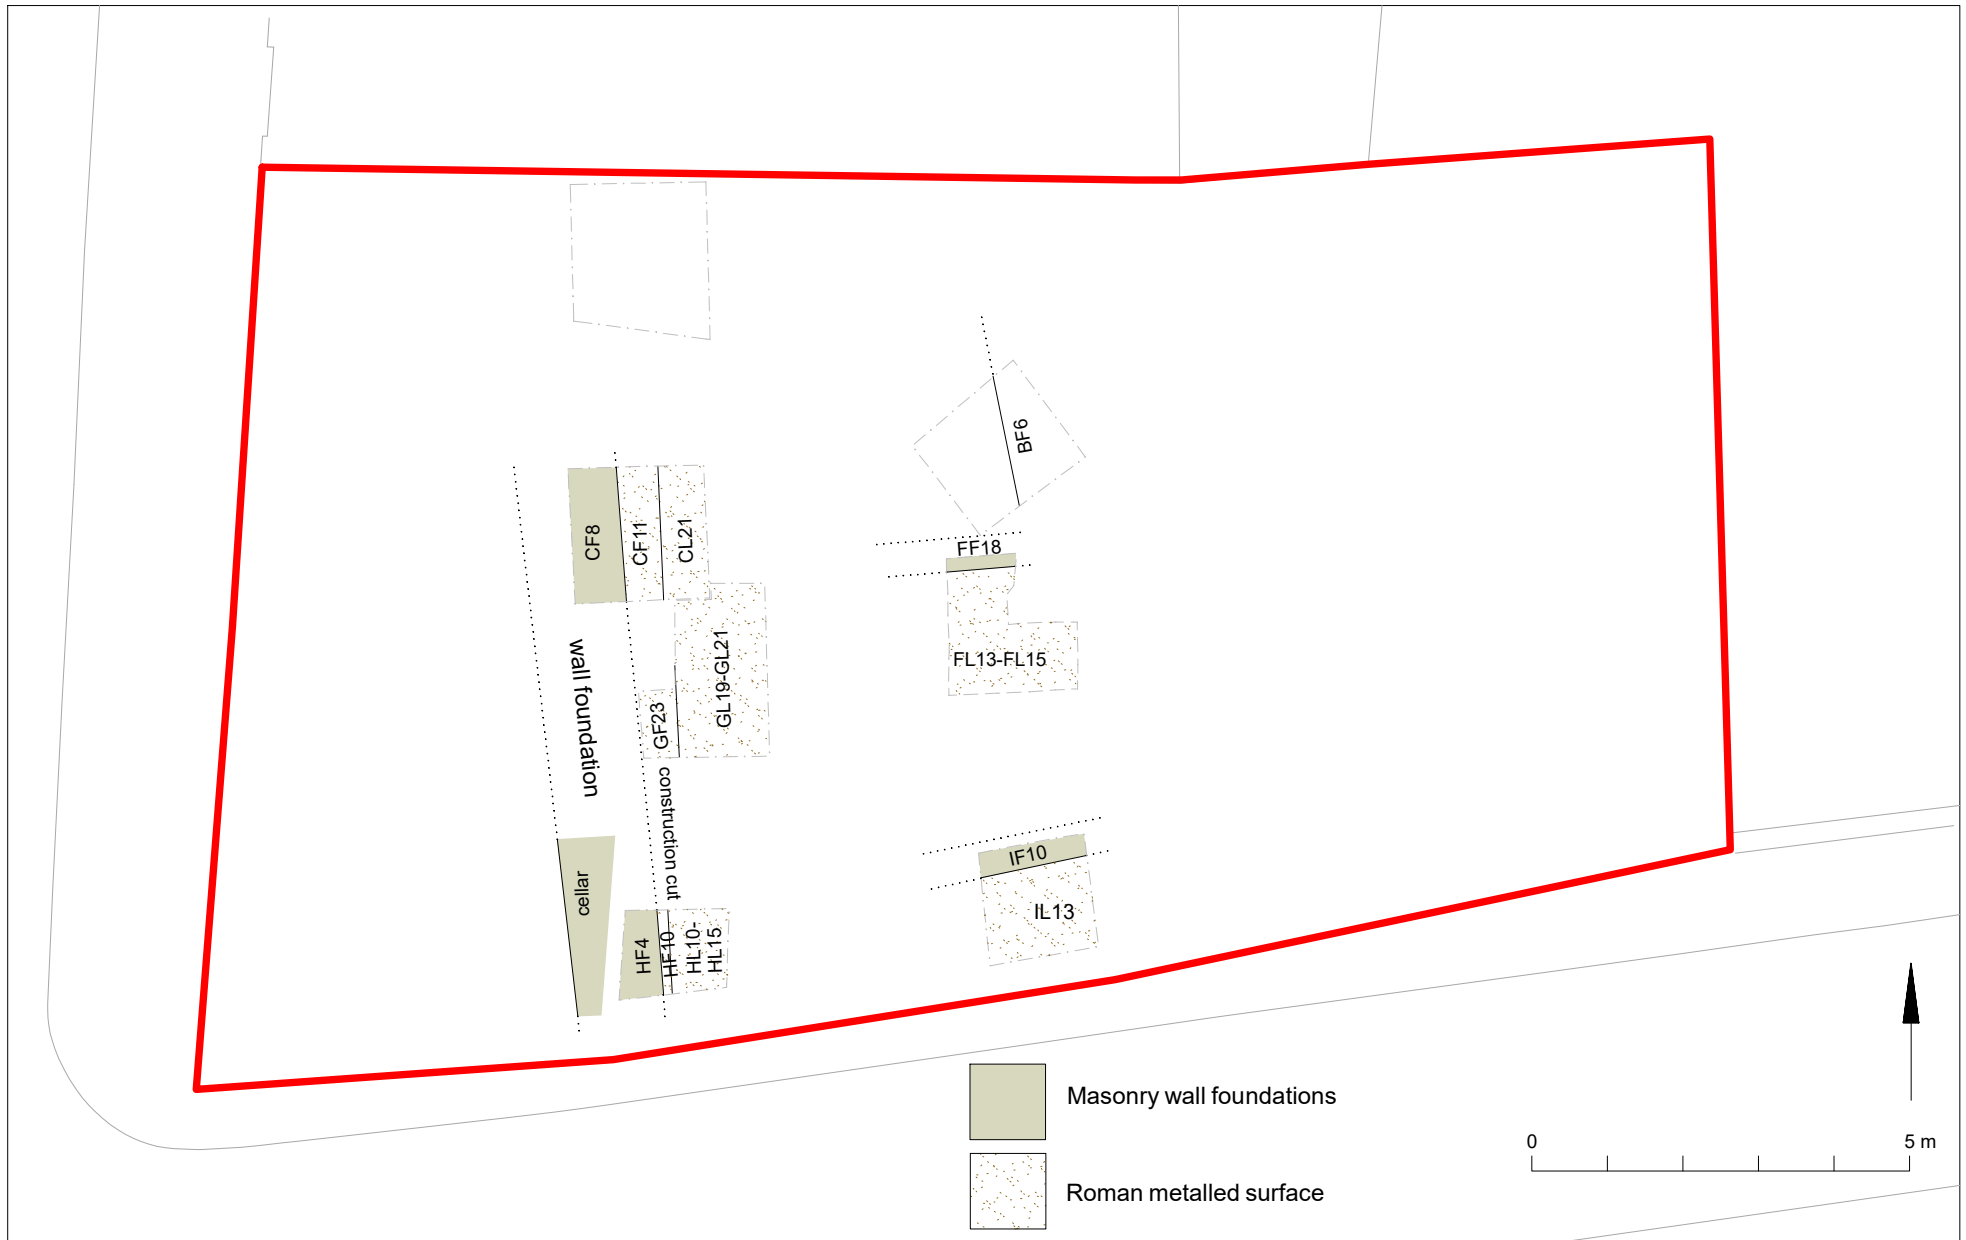 BF6
CF8
CF11
CL21
FF18
FL13-FL15
GL19-GL21
GF23
wall foundation
construction cut
cellar
IF10
IL13
HF4
HF10
HL10-
HL15
Masonry wall foundations
Roman metalled surface
0
5 m